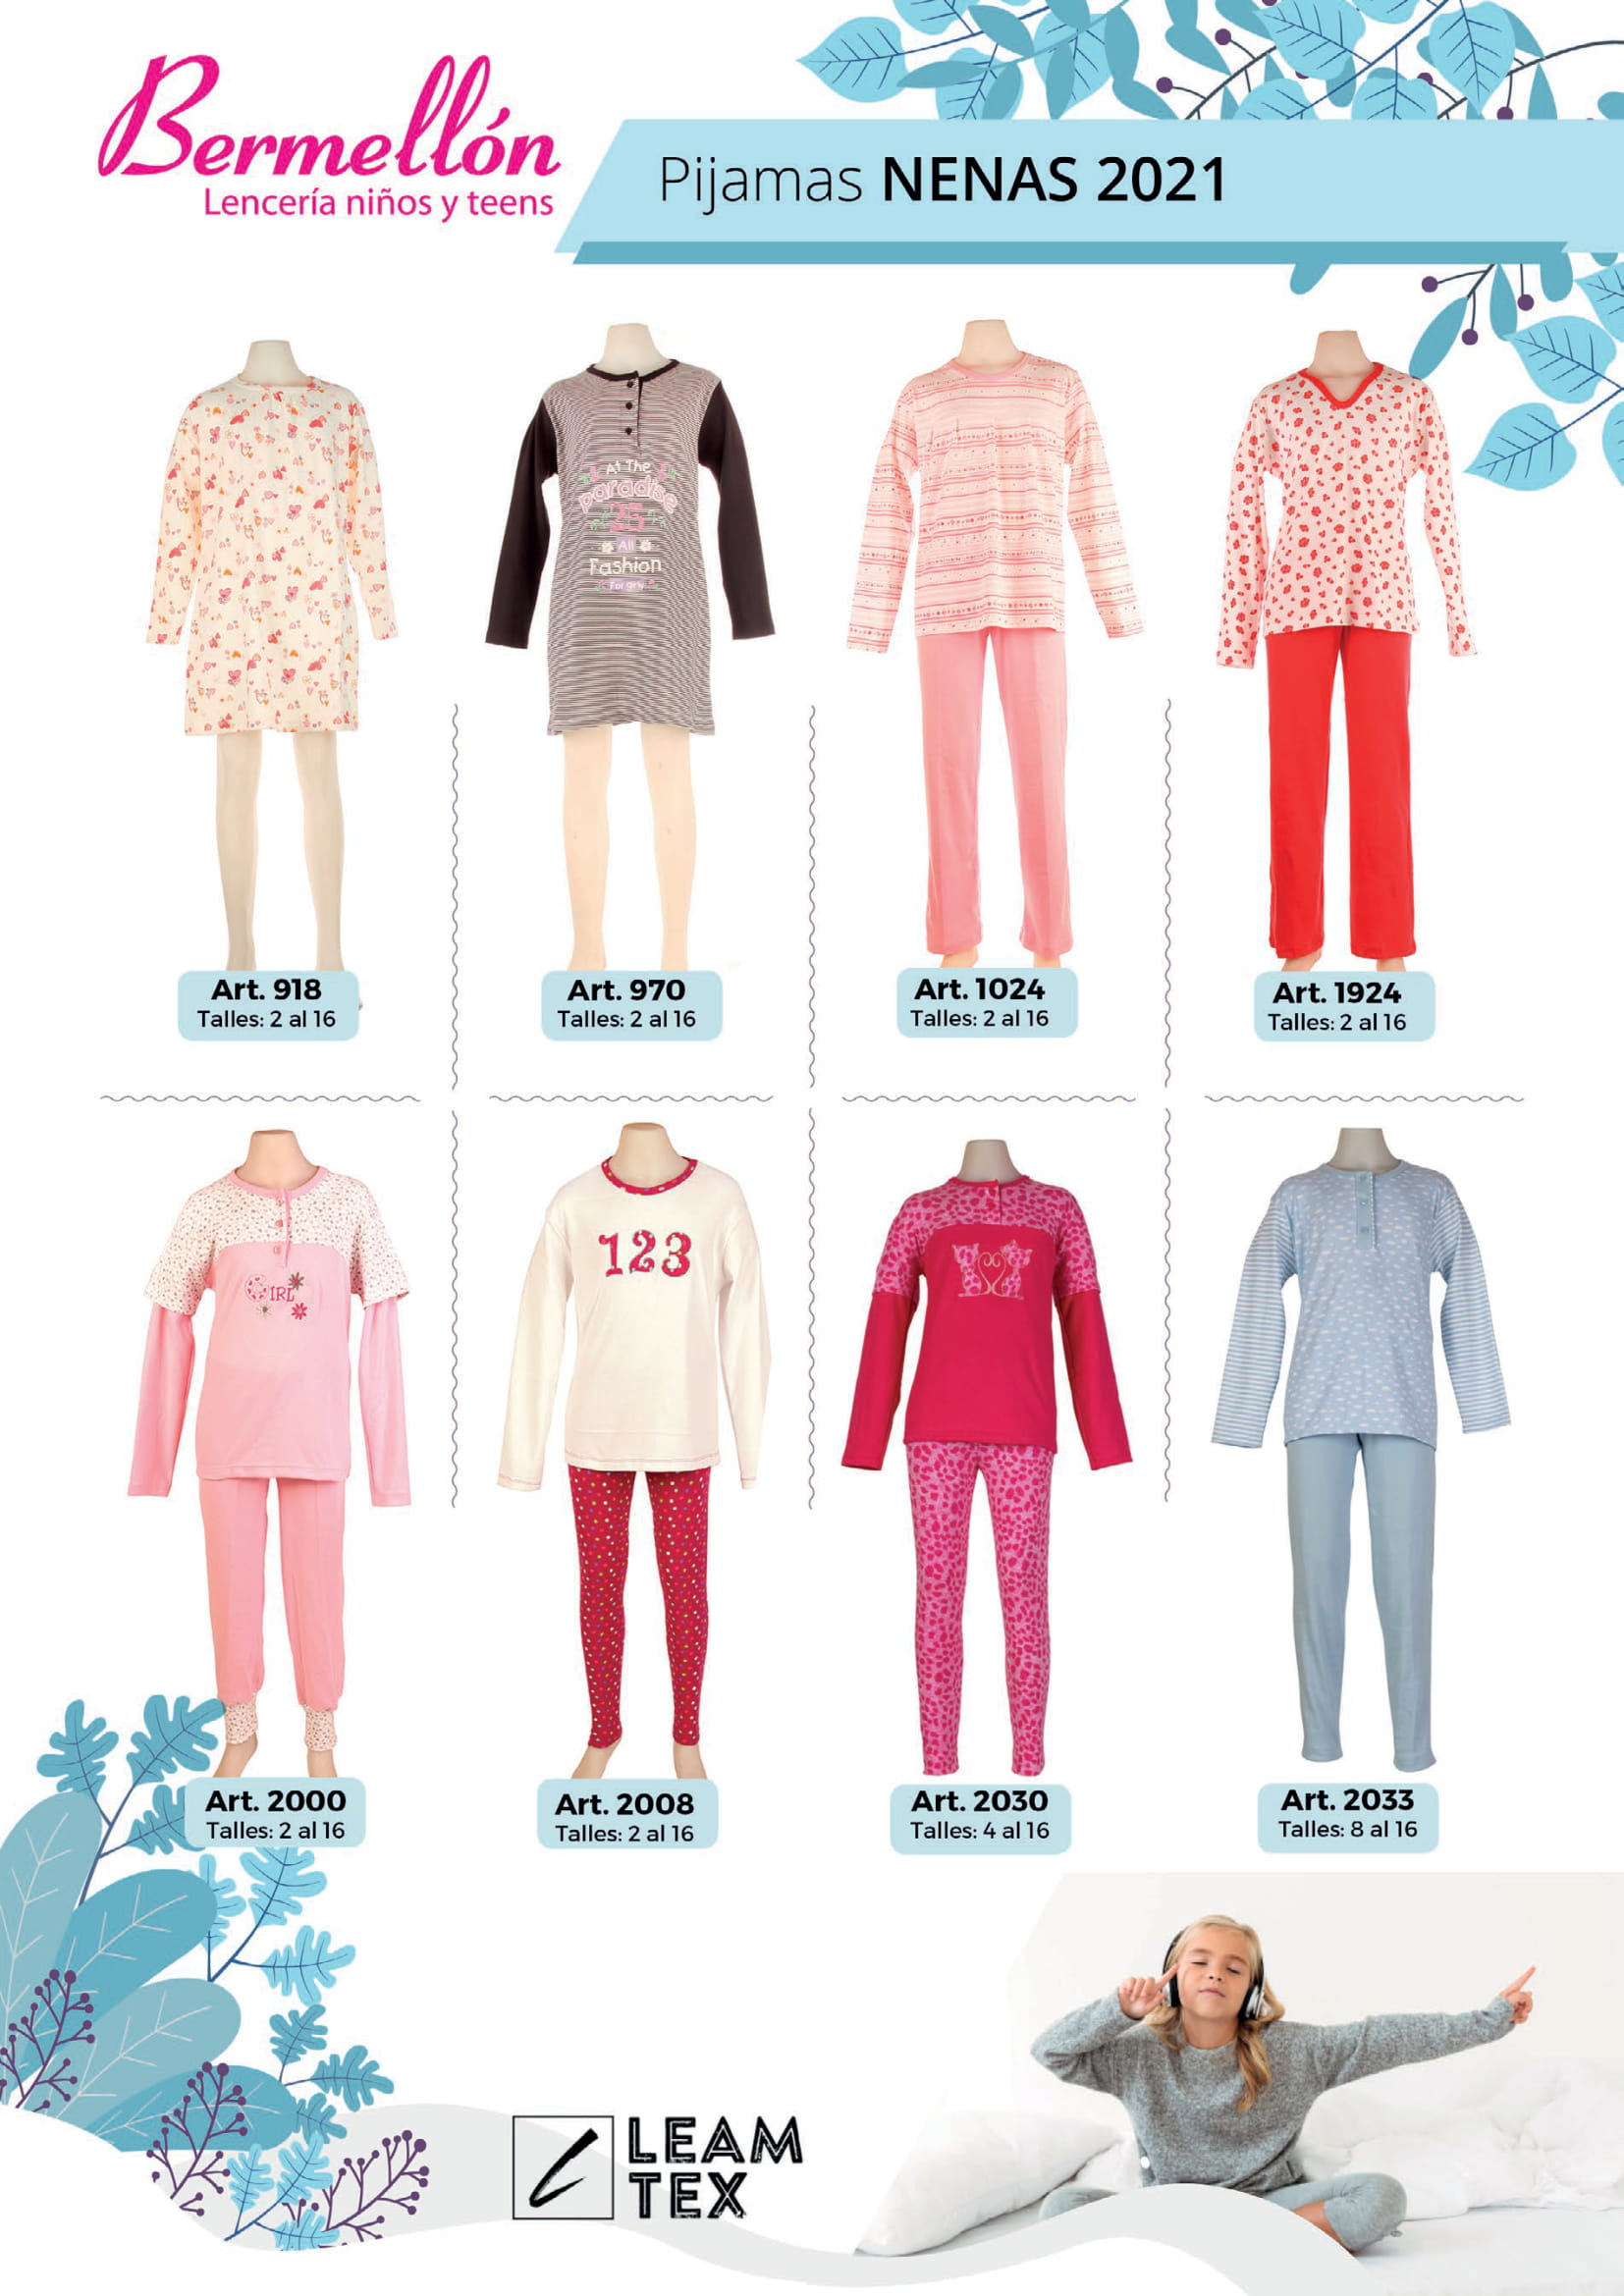 Bermellón
Lencería niños y teens
Pijamas NENAS 2021
At The
paradise
25
All
Fashion
For girls
Art. 918
Talles: 2 al 16
Art. 970
Talles: 2 al 16
Art. 1024
Talles: 2 al 16
Art. 1924
Talles: 2 al 16
GIRL
123
Art. 2000
Talles: 2 al 16
Art. 2008
Talles: 2 al 16
Art. 2030
Talles: 4 al 16
Art. 2033
Talles: 8 al 16
LEAM
TEX